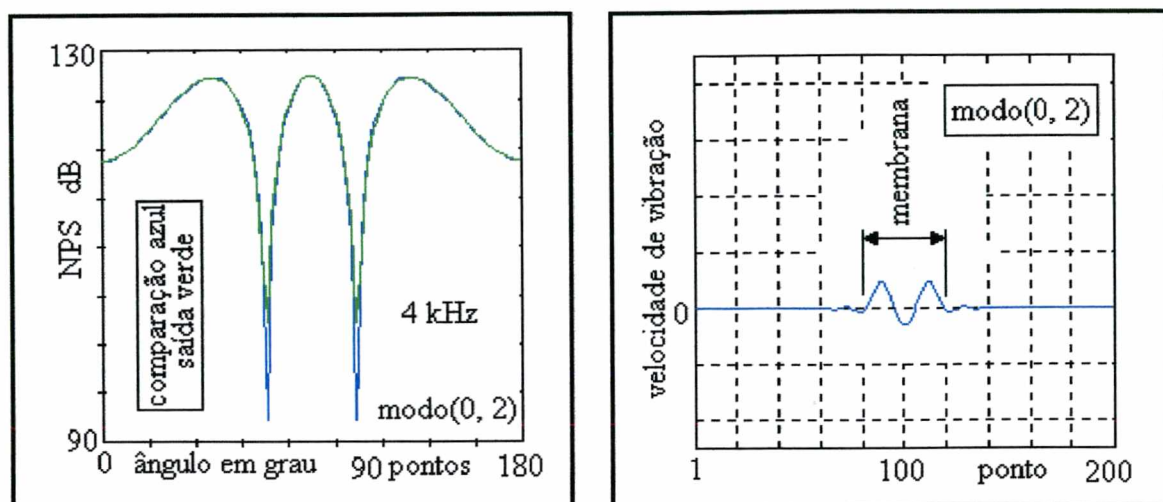 130
NPS dB
comparação azul
saída verde
4 kHz
modo(0, 2)
90
0 ângulo em grau 90 pontos 180
modo(0, 2)
membrana
velocidade de vibração
0
1 100 ponto 200